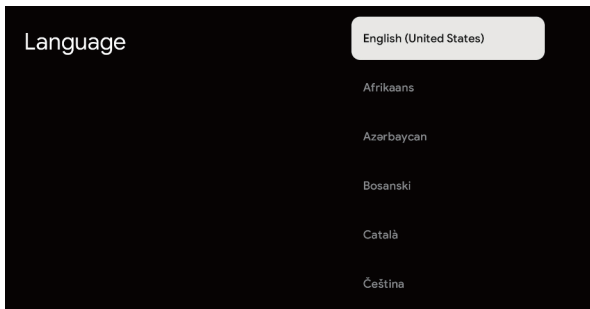 Language
English (United States)
Afrikaans
Azərbaycan
Bosanski
Català
Čeština